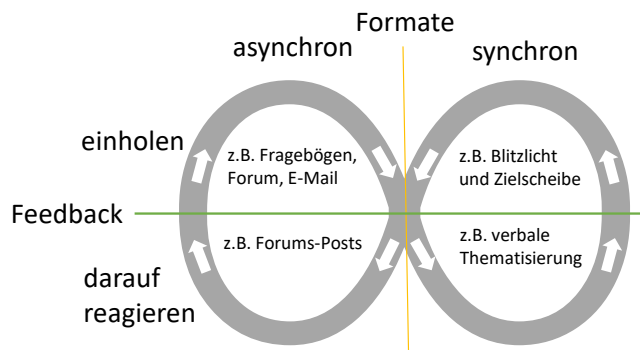 Formate
asynchron
synchron
einholen
z.B. Fragebögen,
Forum, E-Mail
z.B. Blitzlicht
und Zielscheibe
Feedback
z.B. Forums-Posts
z.B. verbale
Thematisierung
darauf
reagieren